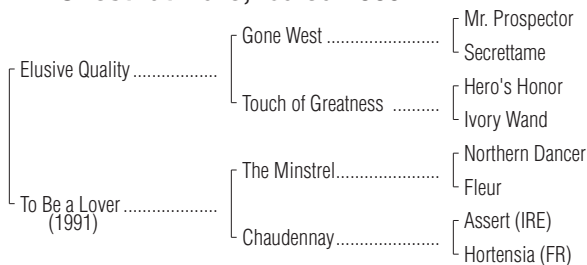 Mr. Prospector
Gone West
Secrettame
Elusive Quality
Hero's Honor
Touch of Greatness
Ivory Wand
Northern Dancer
The Minstrel
Fleur
To Be a Lover
(1991)
Assert (IRE)
Chaudennay
Hortensia (FR)